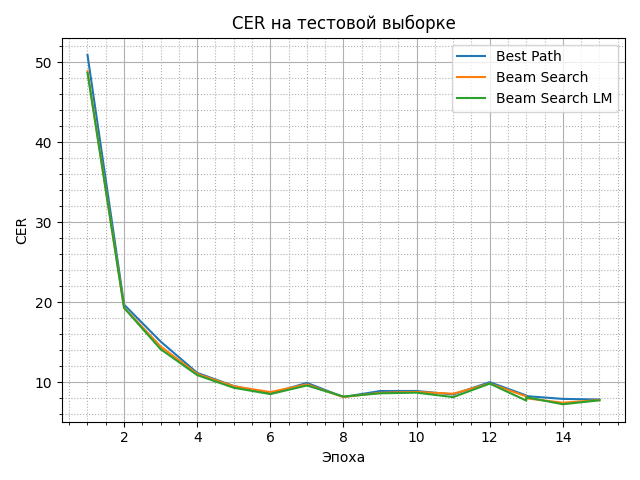 CER на тестовой выборке
Best Path
Beam Search
Beam Search LM
CER
50
40
30
20
10
2 4 6 8 10 12 14
Эпоха